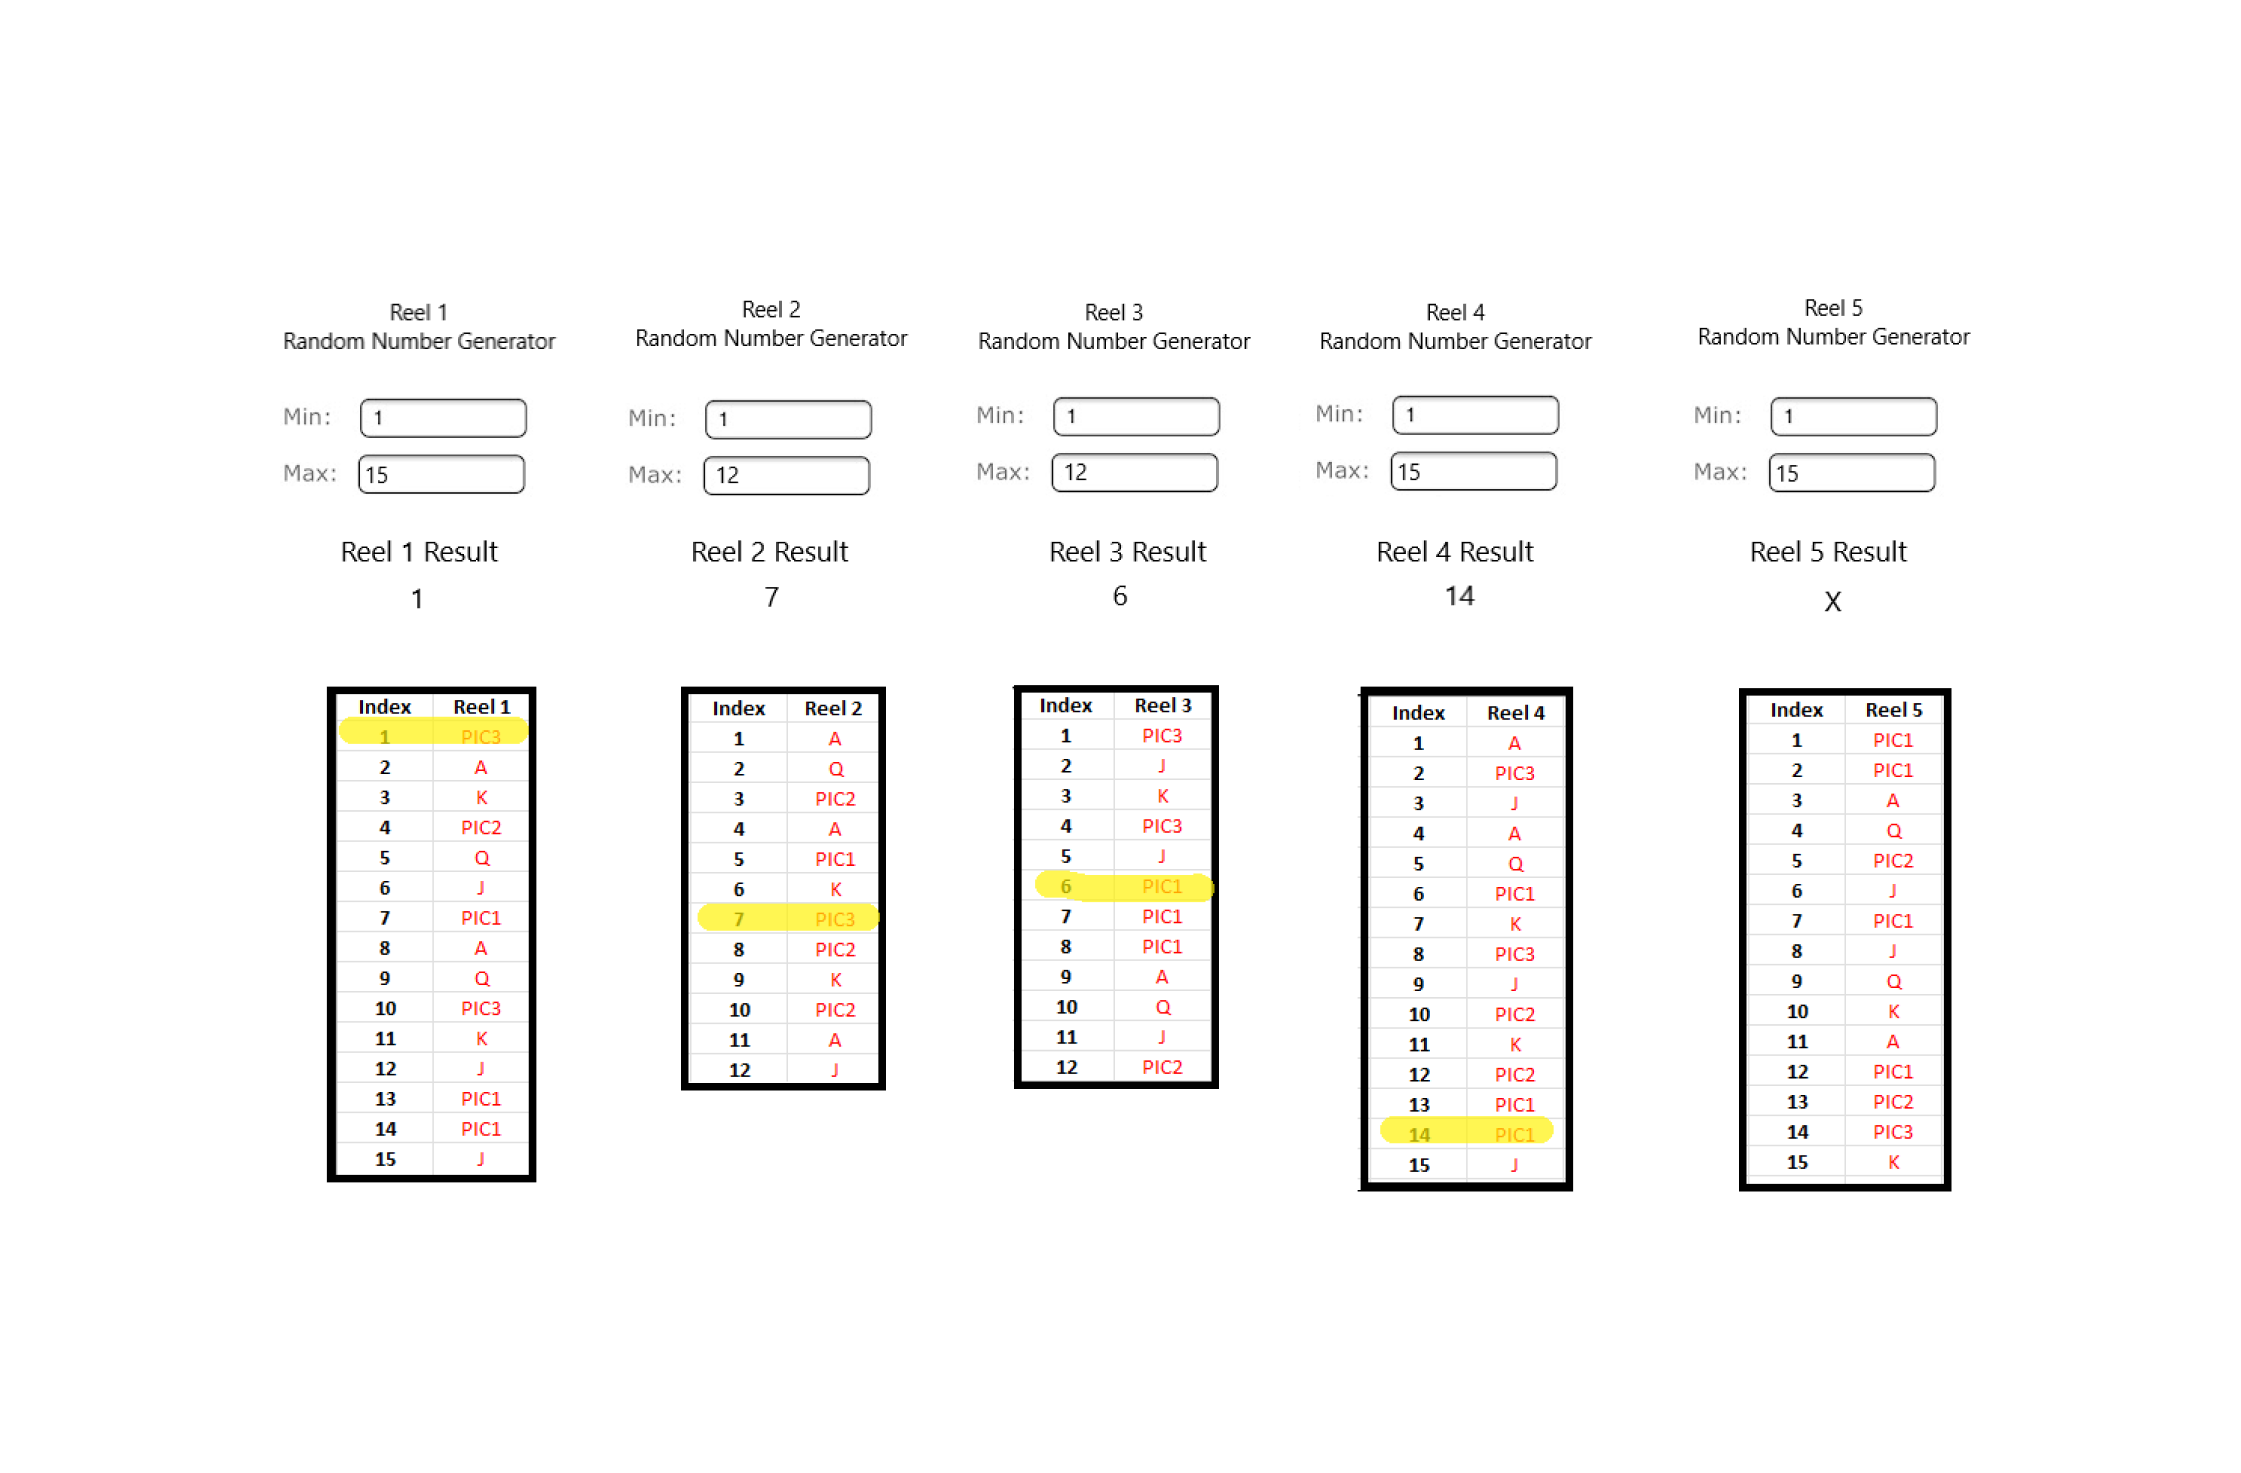 Reel 1
Random Number Generator
Min: 1
Max: 15
Reel 1 Result
1
Index Reel 1
1 PIC3
2 A
3 K
4 PIC2
5 Q
6 J
7 PIC1
8 A
9 Q
10 PIC3
11 K
12 J
13 PIC1
14 PIC1
15 J
Reel 2
Random Number Generator
Min: 1
Max: 12
Reel 2 Result
7
Index Reel 2
1 A
2 Q
3 PIC2
4 A
5 PIC1
6 K
7 PIC3
8 PIC2
9 K
10 PIC2
11 A
12 J
Reel 3
Random Number Generator
Min: 1
Max: 12
Reel 3 Result
6
Index Reel 3
1 PIC3
2 J
3 K
4 PIC3
5 J
6 PIC1
7 PIC1
8 PIC1
9 A
10 Q
11 J
12 PIC2
Reel 4
Random Number Generator
Min: 1
Max: 15
Reel 4 Result
14
Index Reel 4
1 A
2 PIC3
3 J
4 A
5 Q
6 PIC1
7 K
8 PIC3
9 J
10 PIC2
11 K
12 PIC2
13 PIC1
14 PIC1
15 J
Reel 5
Random Number Generator
Min: 1
Max: 15
Reel 5 Result
X
Index Reel 5
1 PIC1
2 PIC1
3 A
4 Q
5 PIC2
6 J
7 PIC1
8 J
9 Q
10 K
11 A
12 PIC1
13 PIC2
14 PIC3
15 K